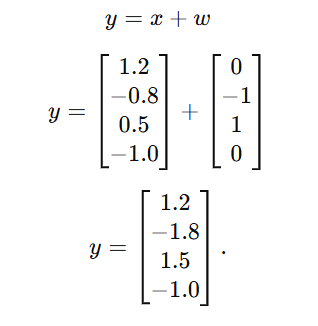 y = x + w
y = [1.2 −0.8 0.5 −1.0] + [0 −1 1 0]
y = [1.2 −1.8 1.5 −1.0].